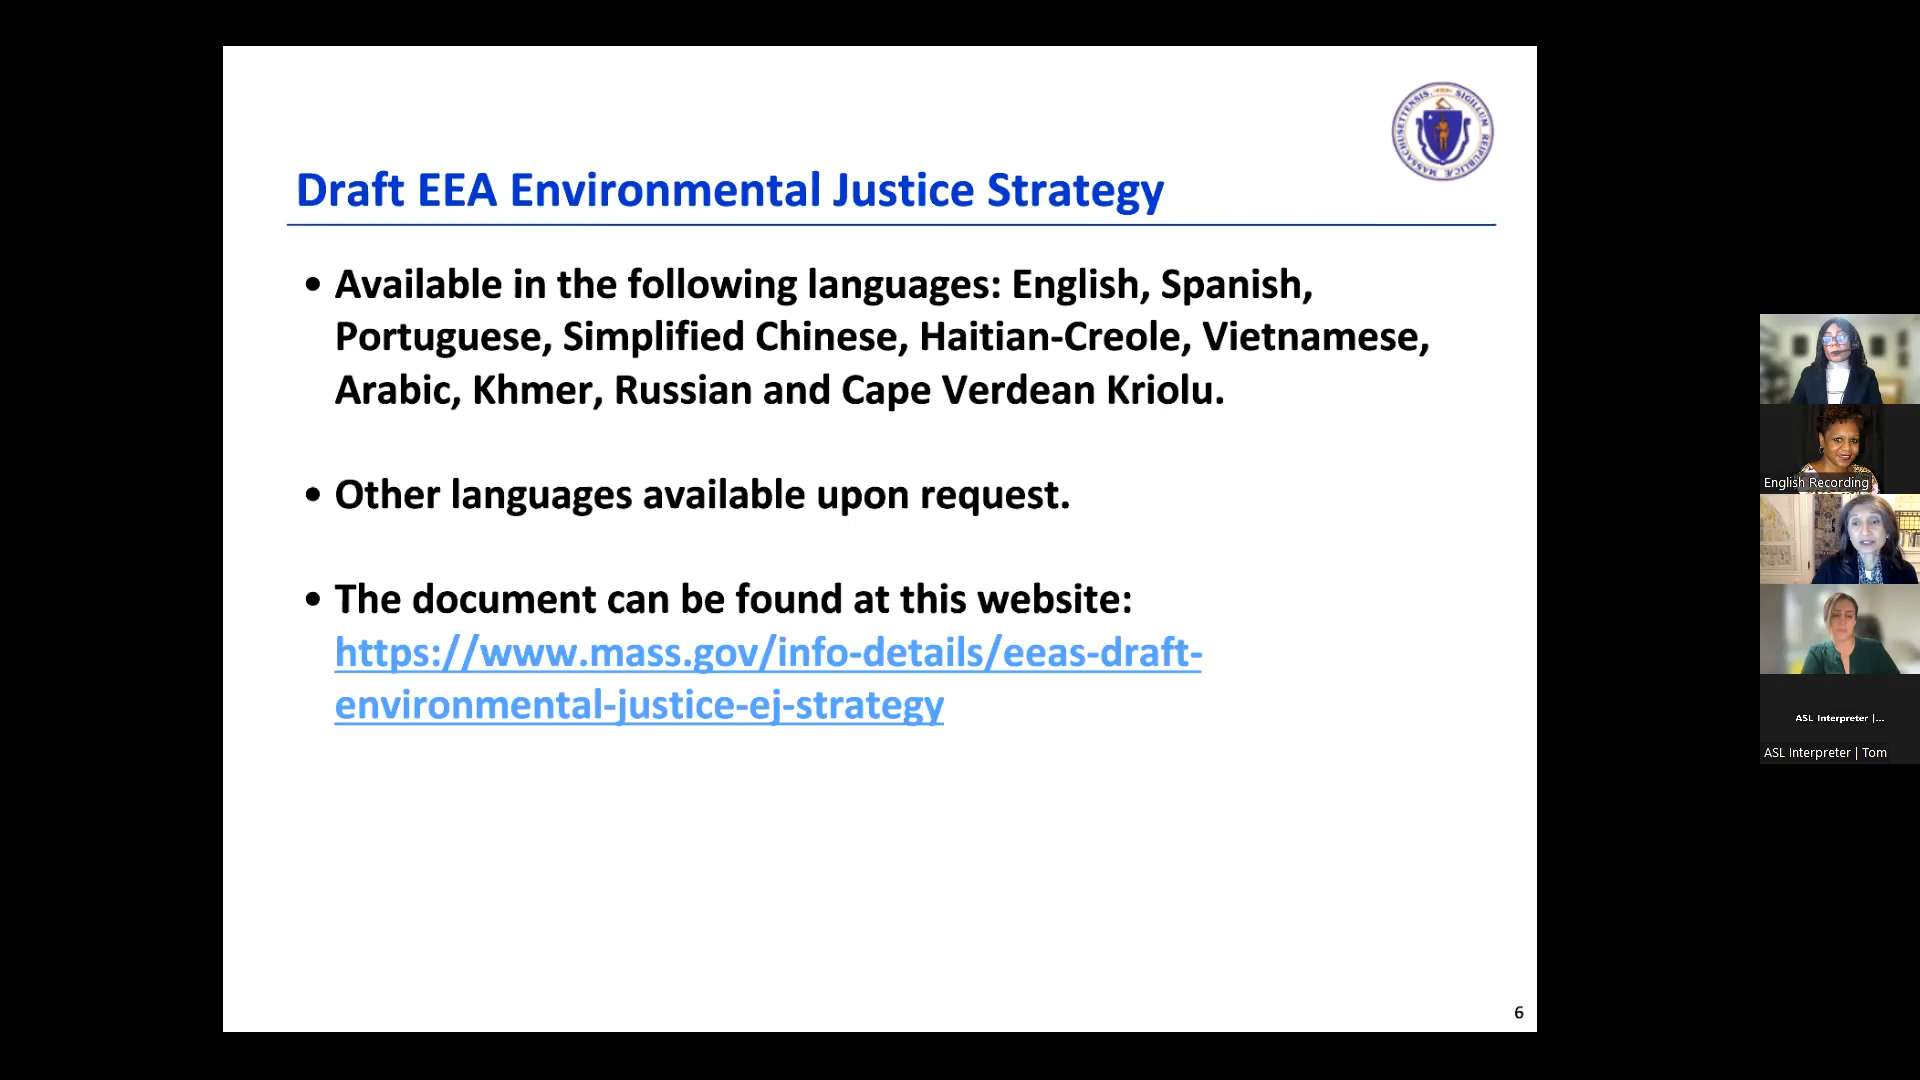 Draft EEA Environmental Justice Strategy
• Available in the following languages: English, Spanish,
Portuguese, Simplified Chinese, Haitian-Creole, Vietnamese,
Arabic, Khmer, Russian and Cape Verdean Kriolu.
• Other languages available upon request.
• The document can be found at this website:
https://www.mass.gov/info-details/eeas-draft-
environmental-justice-ej-strategy
6
English Recording
ASL Interpreter |...
ASL Interpreter | Tom